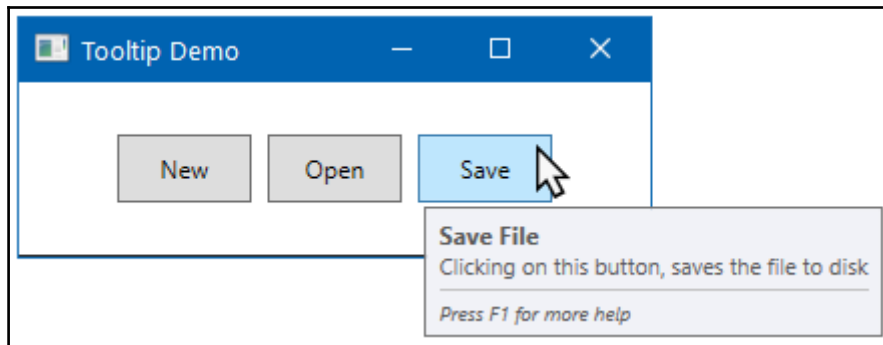 Tooltip Demo
New Open Save
Save File
Clicking on this button, saves the file to disk
Press F1 for more help